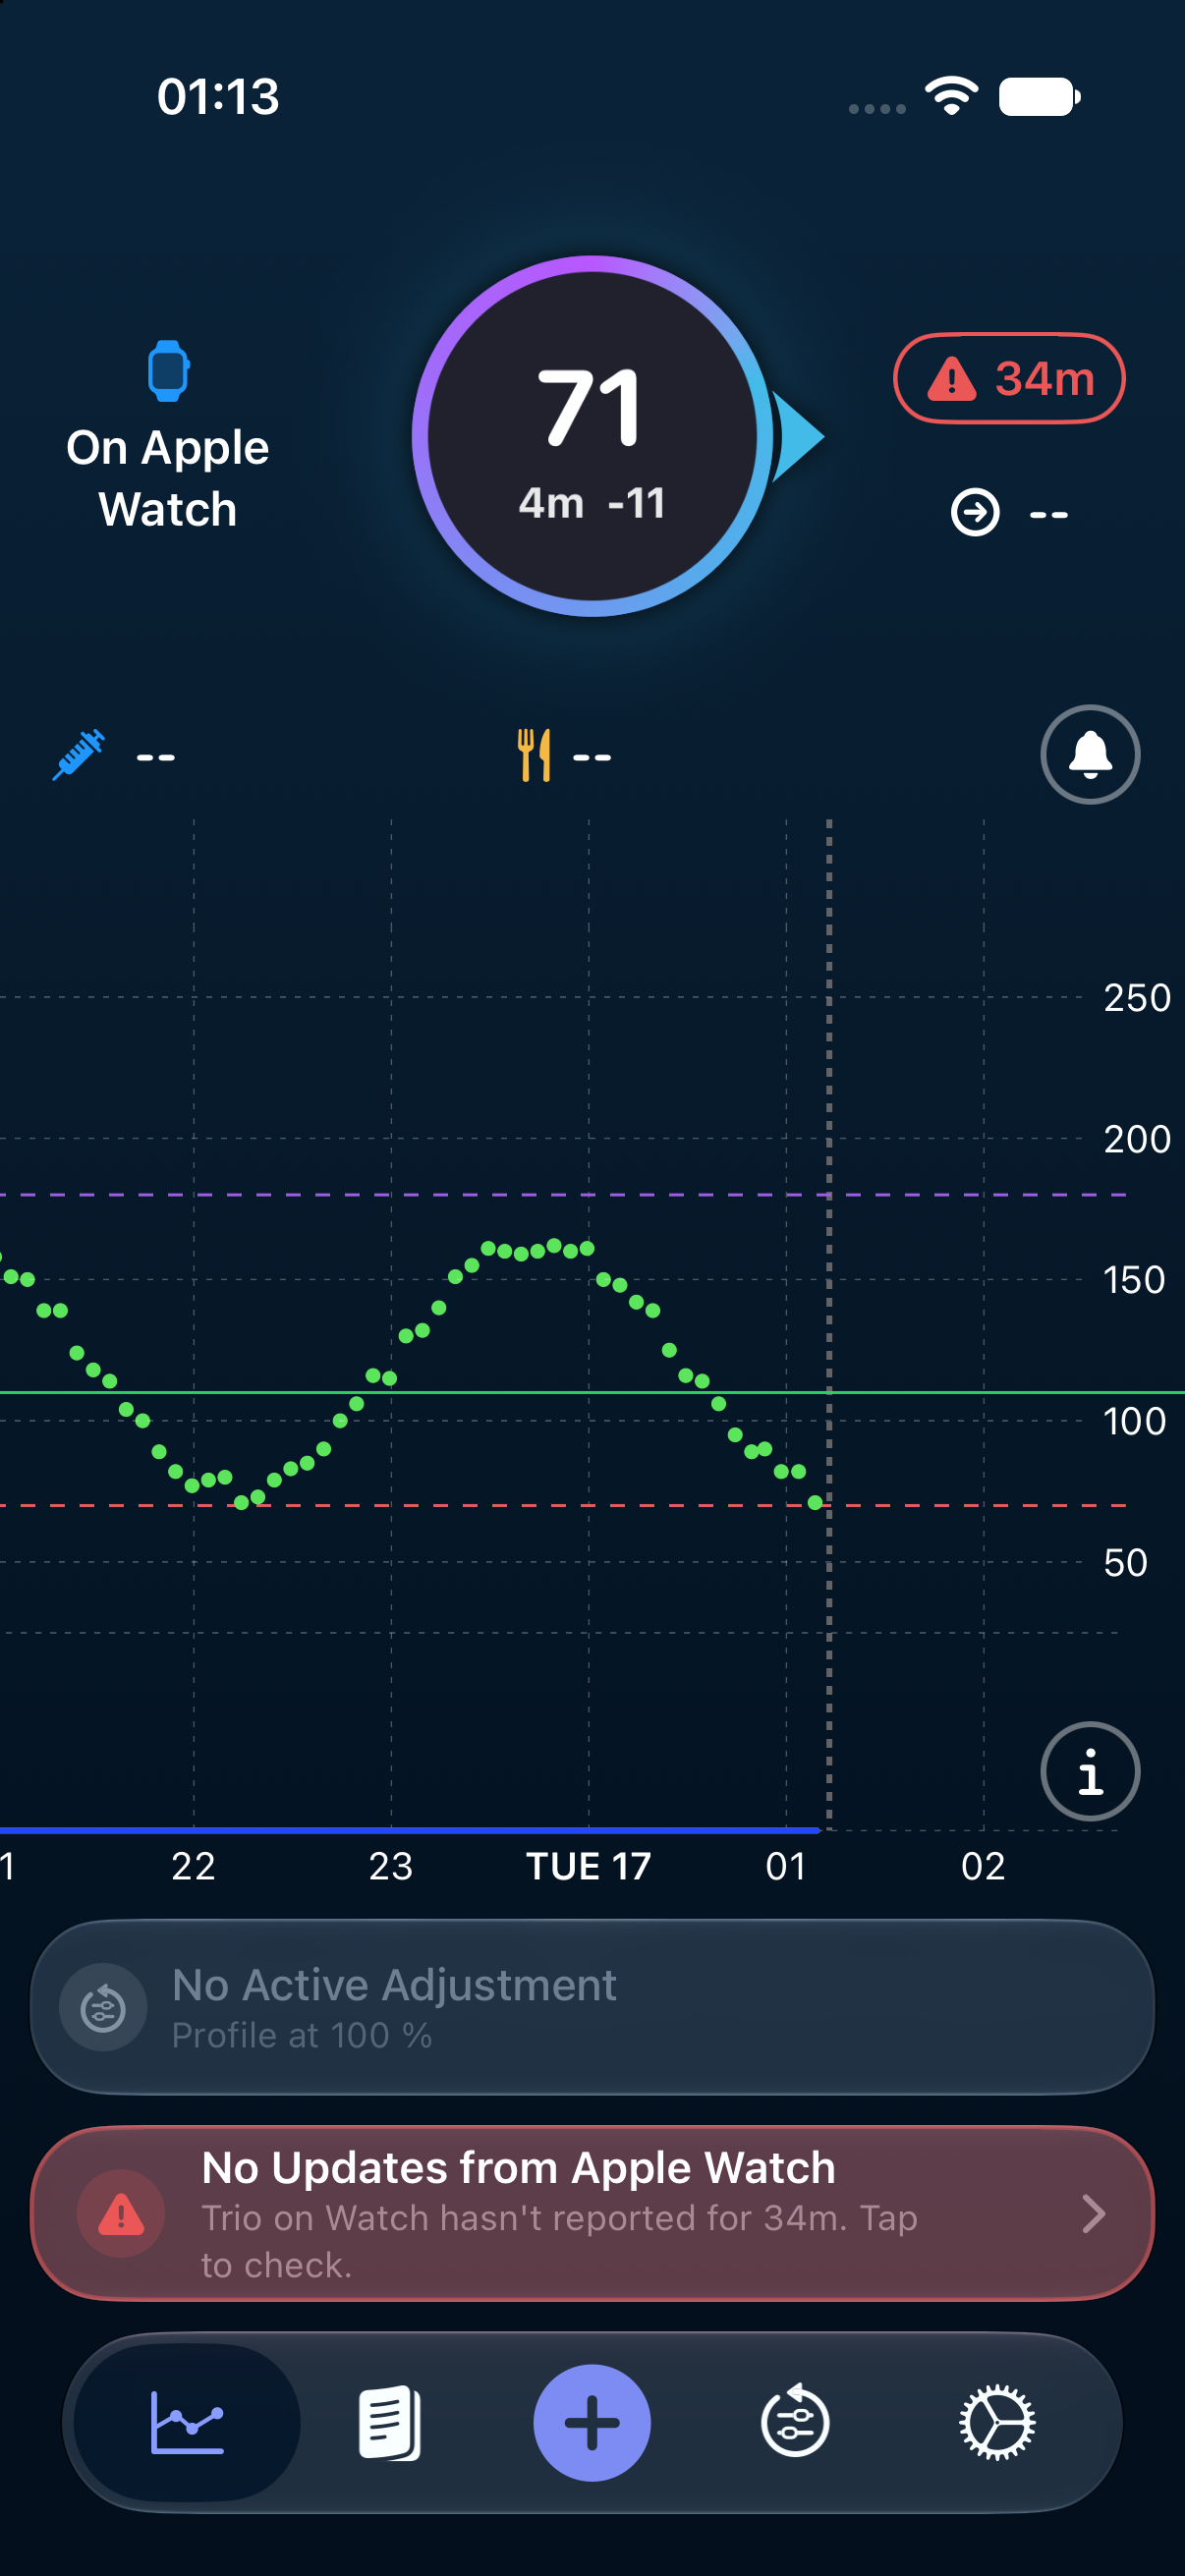 01:13
On Apple
Watch
71
4m -11
34m
--
--
--
250
200
150
100
50
1
22
23
TUE 17
01
02
No Active Adjustment
Profile at 100 %
No Updates from Apple Watch
Trio on Watch hasn't reported for 34m. Tap
to check.